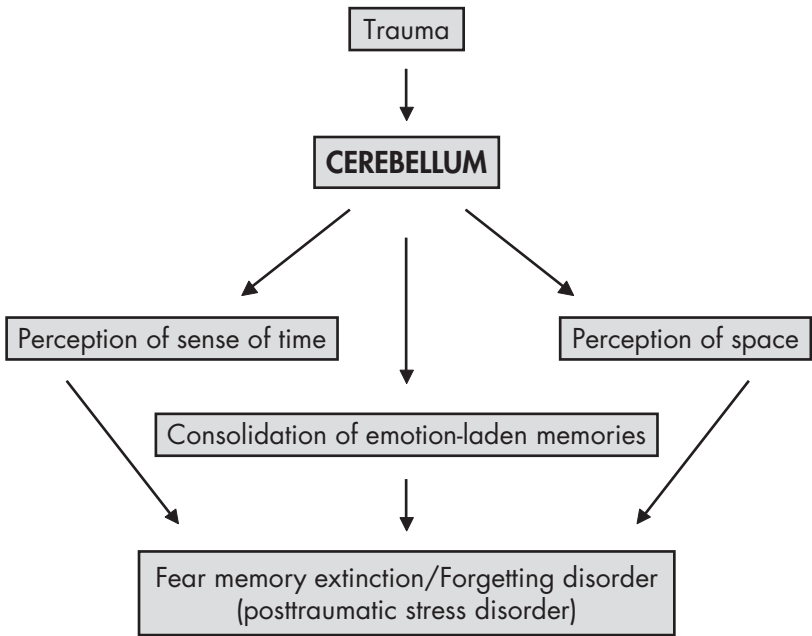 Trauma
CEREBELLUM
Perception of sense of time
Perception of space
Consolidation of emotion-laden memories
Fear memory extinction/Forgetting disorder
(posttraumatic stress disorder)